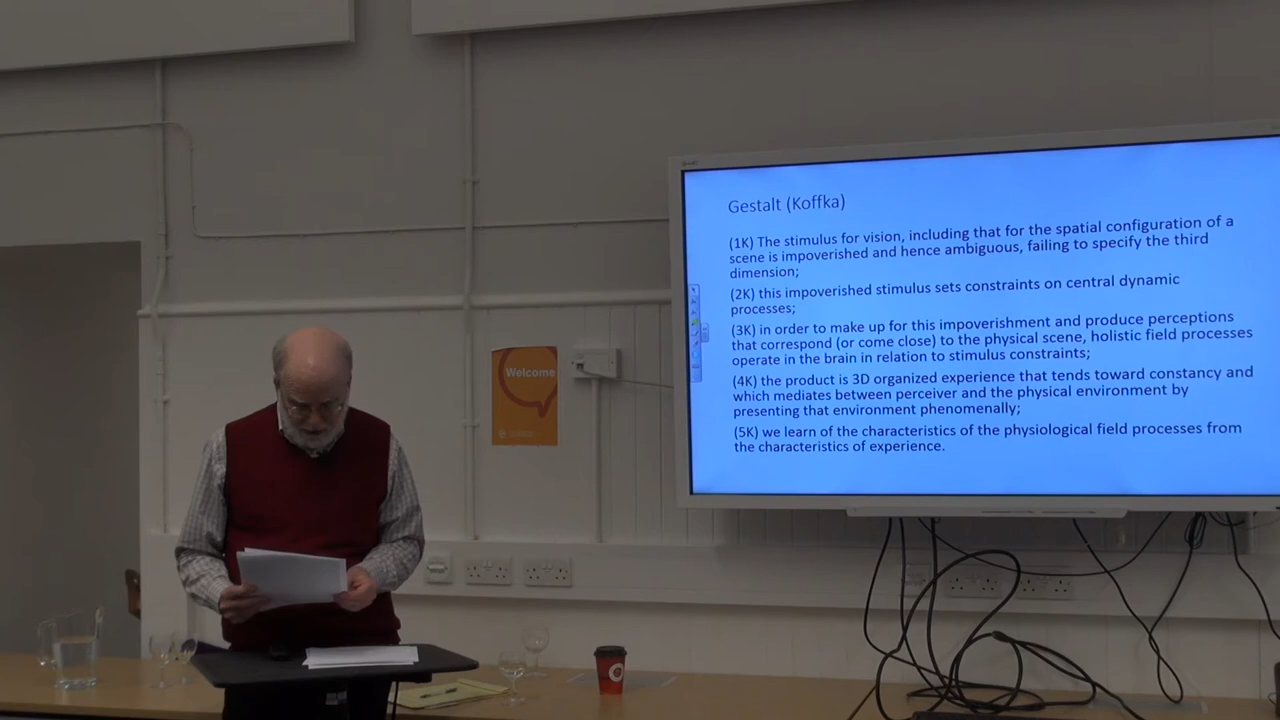 Gestalt (Koffka)
(1K) The stimulus for vision, including that for the spatial configuration of a
scene is impoverished and hence ambiguous, failing to specify the third
dimension;
(2K) this impoverished stimulus sets constraints on central dynamic
processes;
(3K) in order to make up for this impoverishment and produce perceptions
that correspond (or come close) to the physical scene, holistic field processes
operate in the brain in relation to stimulus constraints;
(4K) the product is 3D organized experience that tends toward constancy and
which mediates between perceiver and the physical environment by
presenting that environment phenomenally;
(5K) we learn of the characteristics of the physiological field processes from
the characteristics of experience.
Welcome